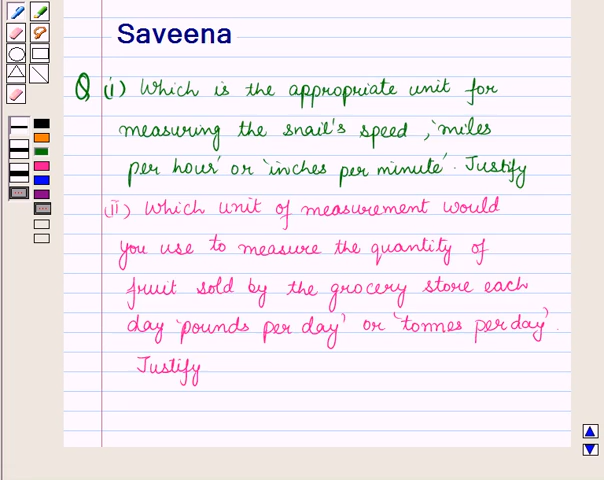 Saveena
Q (i) Which is the appropriate unit for
measuring the snail's speed, 'miles
per hour' or 'inches per minute'. Justify
(ii) Which unit of measurement would
you use to measure the quantity of
fruit sold by the grocery store each
day 'pounds per day' or 'tonnes per day'.
Justify